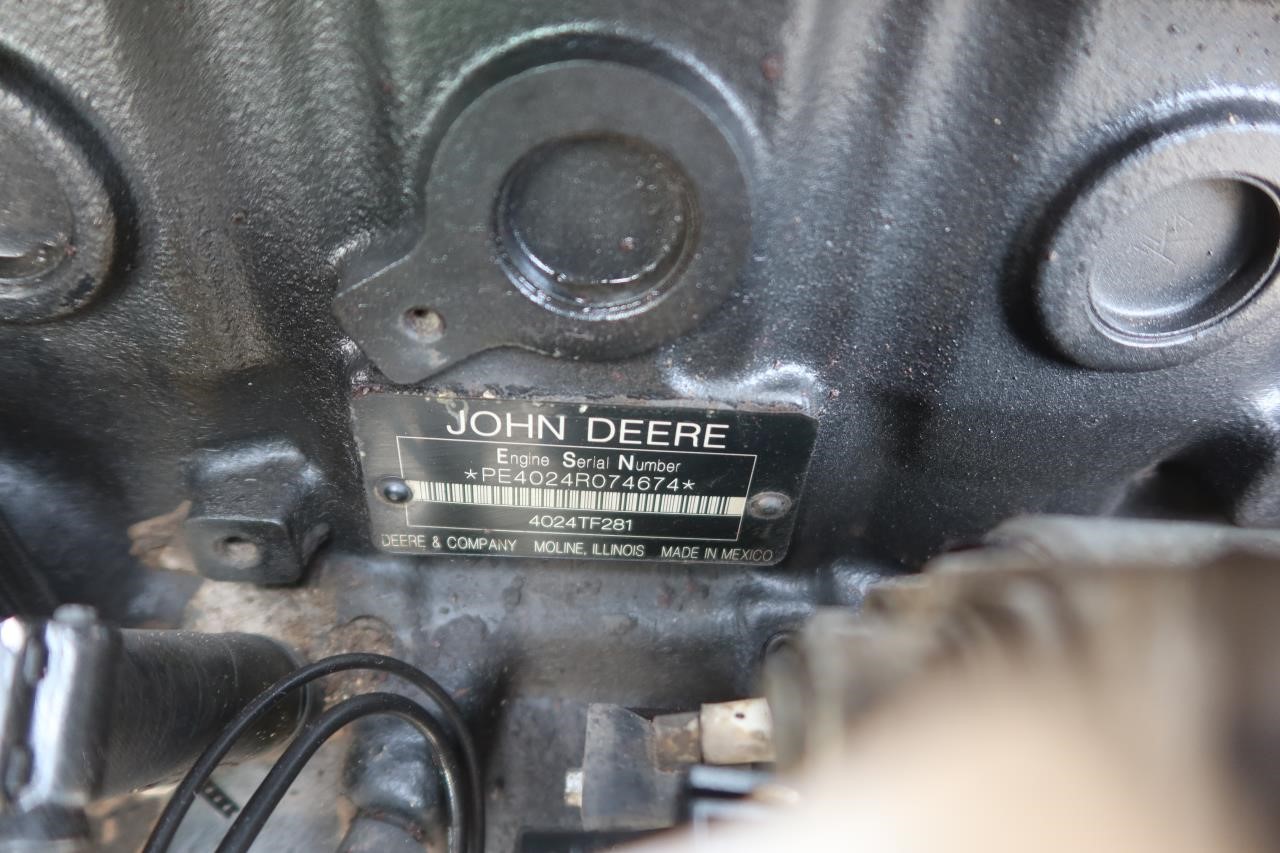 JOHN DEERE
Engine Serial Number
*PE4024R074674*
4024TF281
DEERE & COMPANY MOLINE, ILLINOIS MADE IN MEXICO